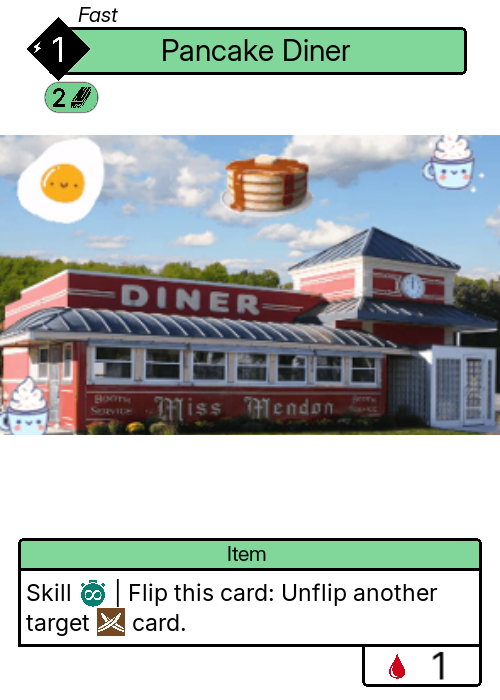 Fast
1
Pancake Diner
2
DINER
BOOTH SERVICE
Miss Mendon
BOOTH SERVICE
Item
Skill | Flip this card: Unflip another
target card.
1